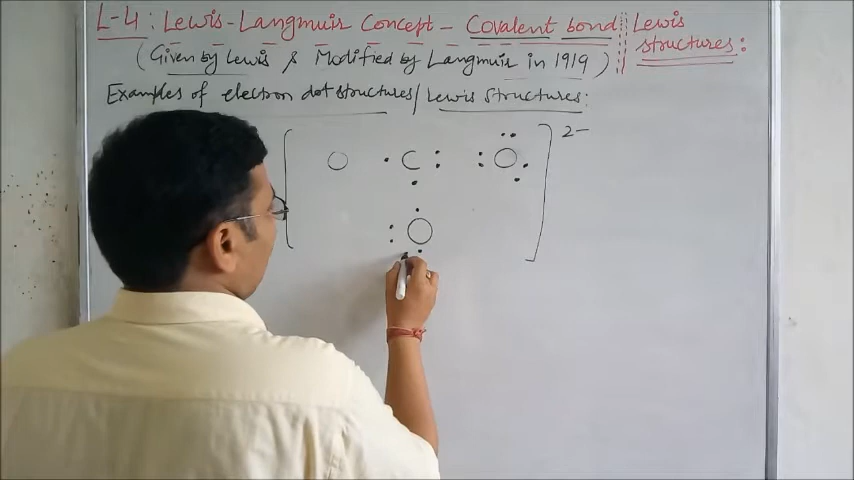 L-4 : Lewis-Langmuir Concept - Covalent bond
(Given by Lewis & Modified by Langmuir in 1919)
Lewis
structures:
Examples of electron dot structures/Lewis structures:
[ O · C : : O : ] 2-
: O